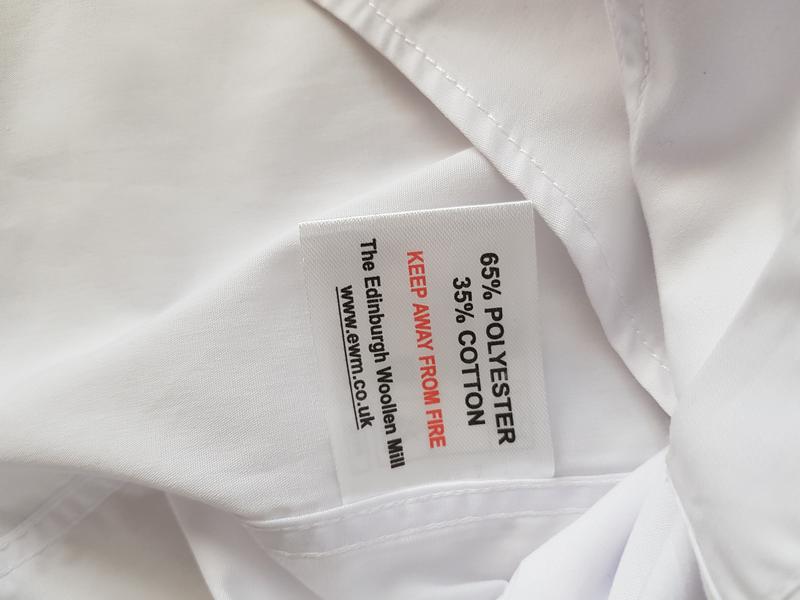 65% POLYESTER
35% COTTON
KEEP AWAY FROM FIRE
The Edinburgh Woollen Mill
www.ewm.co.uk